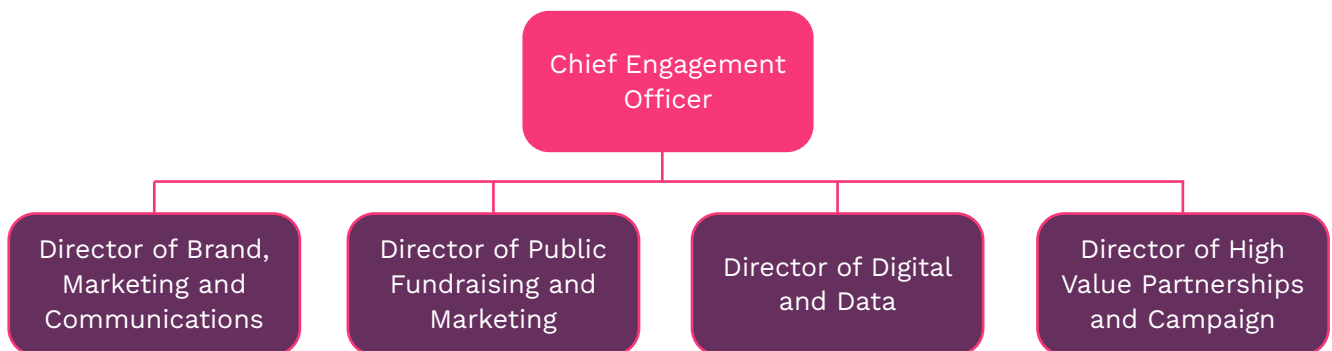 Chief Engagement
Officer
Director of Brand,
Marketing and
Communications
Director of Public
Fundraising and
Marketing
Director of Digital
and Data
Director of High
Value Partnerships
and Campaign